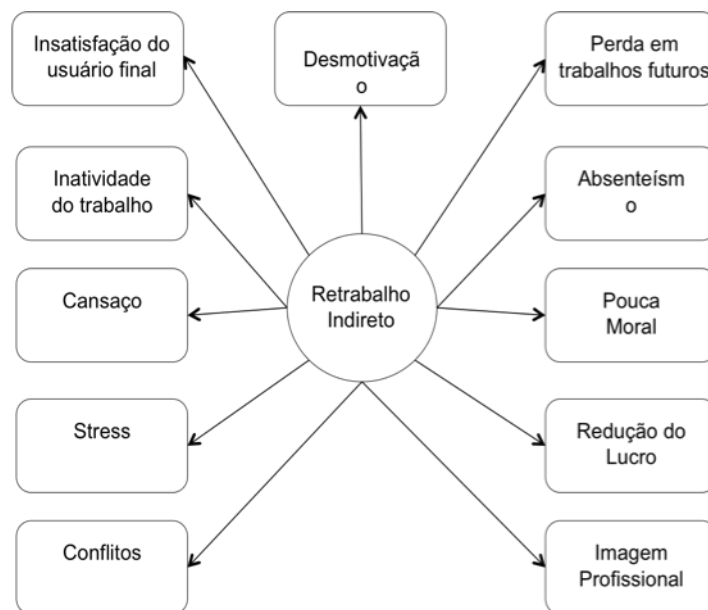 Insatisfação do
usuário final
Desmotivaçã
o
Perda em
trabalhos futuros
Inatividade
do trabalho
Absenteísm
o
Cansaço
Retrabalho
Indireto
Pouca
Moral
Stress
Redução do
Lucro
Conflitos
Imagem
Profissional